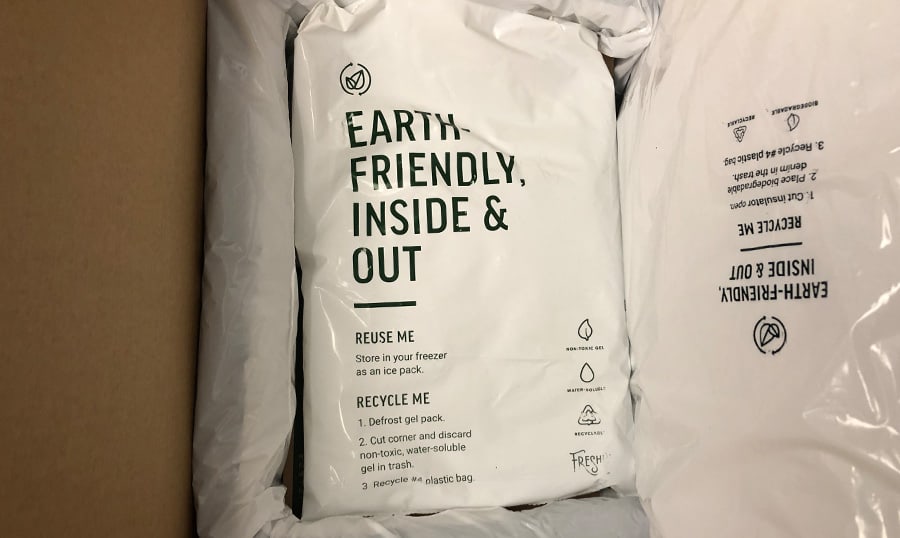 EARTH-
FRIENDLY,
INSIDE &
OUT
REUSE ME
Store in your freezer
as an ice pack.
RECYCLE ME
1. Defrost gel pack.
2. Cut corner and discard
non-toxic, water-soluble
gel in trash.
3 Recycle #4 plastic bag.
NON-TOXIC GEL
WATER-SOLUBLE
RECYCLABLE
EARTH-FRIENDLY,
INSIDE & OUT
RECYCLE ME
1. Cut insulator open.
2. Place biodegradable
denim in the trash.
3. Recycle #4 plastic bag
RECYCLABLE
BIODEGRADABLE